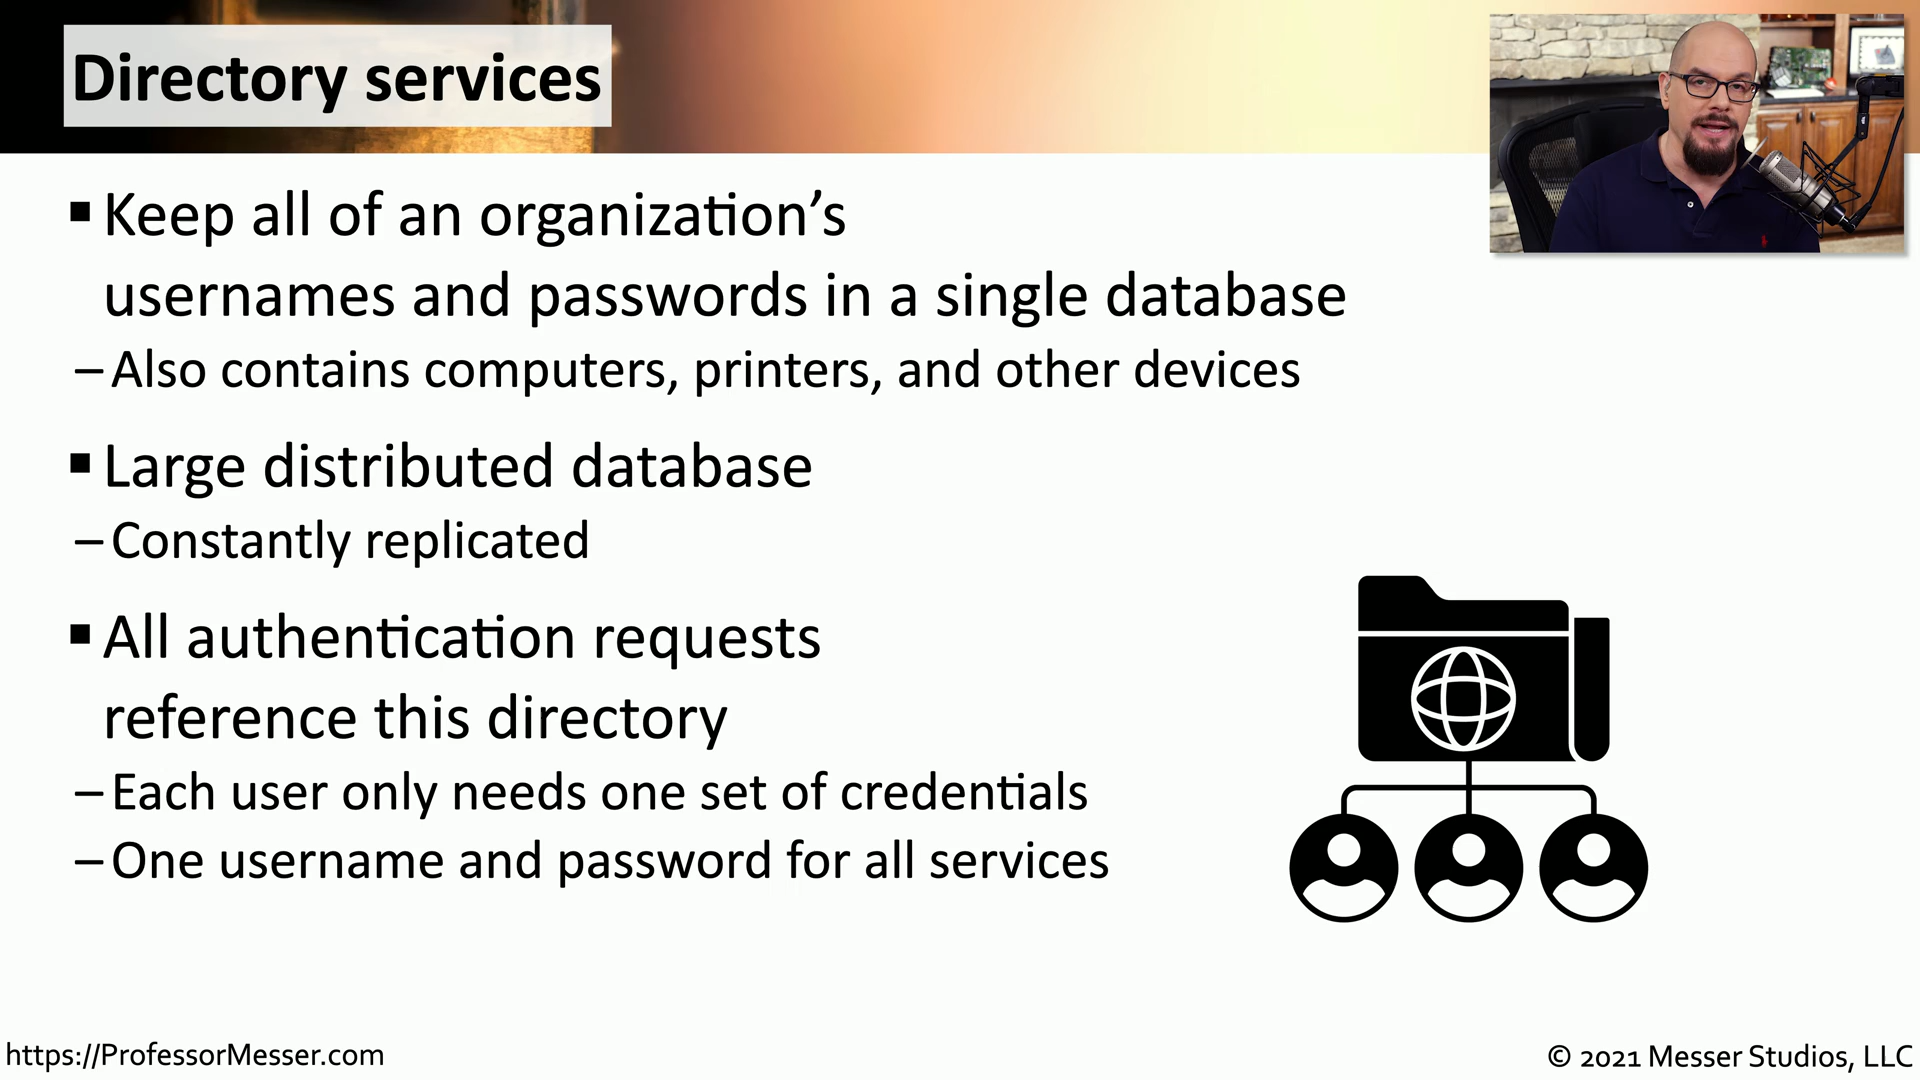 Directory services
▪ Keep all of an organization's
usernames and passwords in a single database
– Also contains computers, printers, and other devices
▪ Large distributed database
– Constantly replicated
▪ All authentication requests
reference this directory
– Each user only needs one set of credentials
– One username and password for all services
https://ProfessorMesser.com
© 2021 Messer Studios, LLC